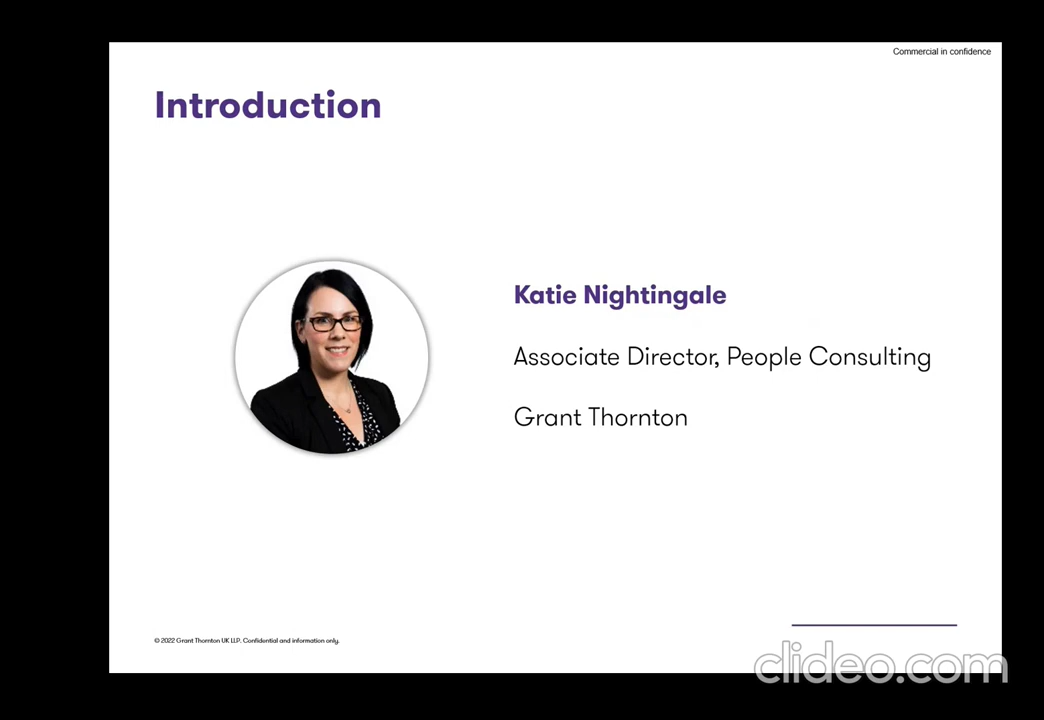 Commercial in confidence
Introduction
Katie Nightingale
Associate Director, People Consulting
Grant Thornton
© 2022 Grant Thornton UK LLP. Confidential and information only.
clideo.com